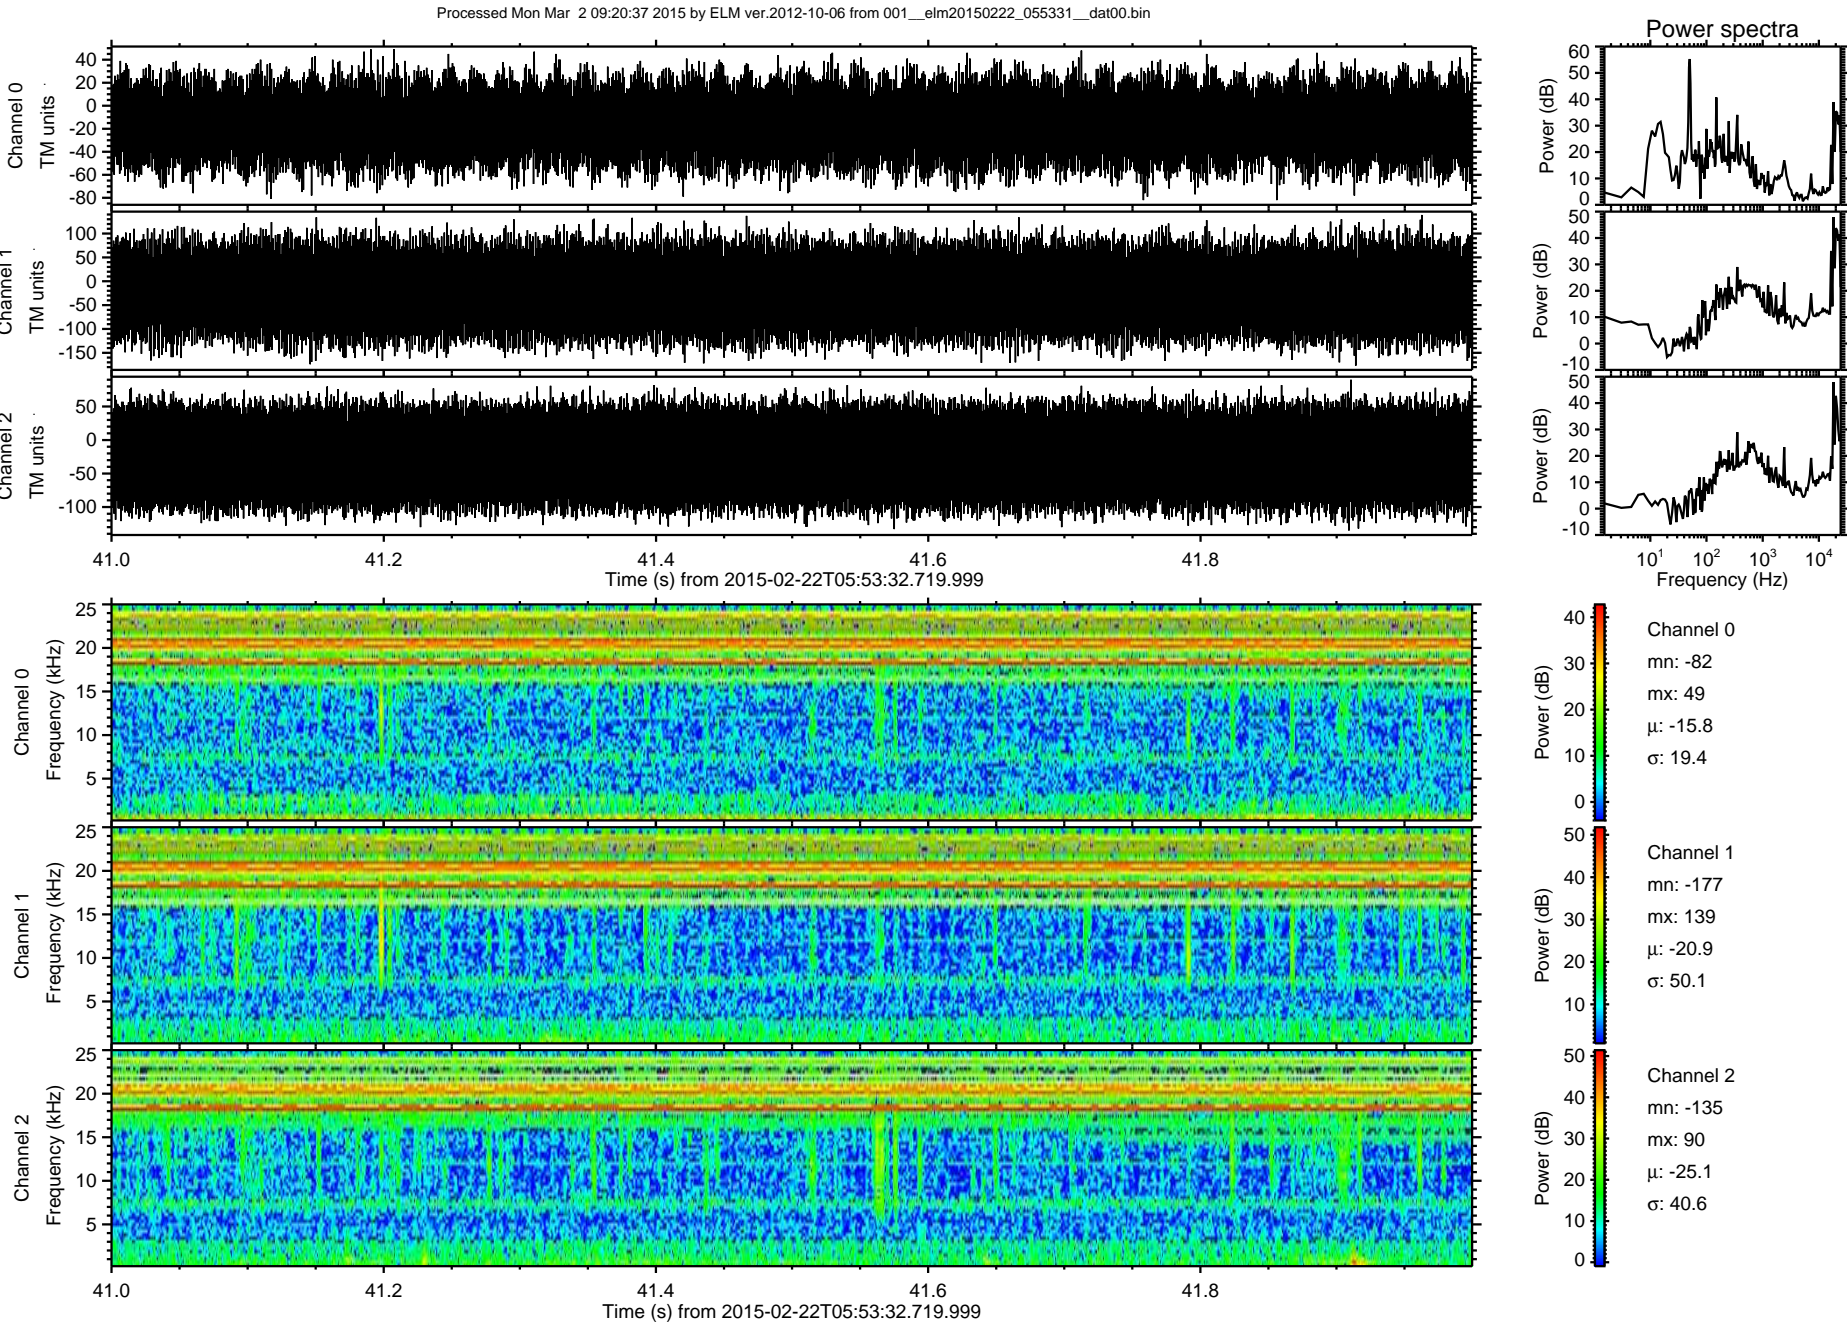 Processed Mon Mar 2 09:20:37 2015 by ELM ver.2012-10-06 from 001__elm20150222_055331__dat00.bin
Power spectra
Channel 0
TM units
40
20
0
-20
-40
-60
-80
Power (dB)
60
50
40
30
20
10
0
Channel 1
TM units
100
50
0
-50
-100
-150
Power (dB)
50
40
30
20
10
0
-10
Channel 2
TM units
50
0
-50
-100
Power (dB)
50
40
30
20
10
0
-10
41.0 41.2 41.4 41.6 41.8
Time (s) from 2015-02-22T05:53:32.719.999
10^1 10^2 10^3 10^4
Frequency (Hz)
Channel 0
Frequency (kHz)
25
20
15
10
5
Power (dB)
40
30
20
10
0
Channel 0
mn: -82
mx: 49
μ: -15.8
σ: 19.4
Channel 1
Frequency (kHz)
25
20
15
10
5
Power (dB)
50
40
30
20
10
Channel 1
mn: -177
mx: 139
μ: -20.9
σ: 50.1
Channel 2
Frequency (kHz)
25
20
15
10
5
Power (dB)
50
40
30
20
10
0
Channel 2
mn: -135
mx: 90
μ: -25.1
σ: 40.6
41.0 41.2 41.4 41.6 41.8
Time (s) from 2015-02-22T05:53:32.719.999